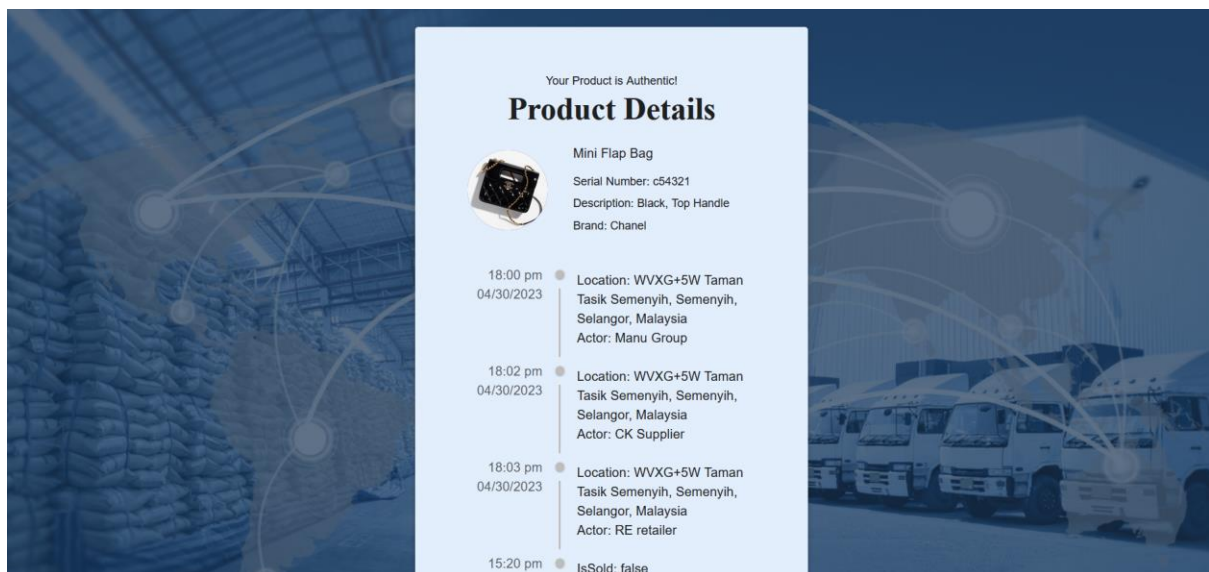 Your Product is Authentic!
Product Details
Mini Flap Bag
Serial Number: c54321
Description: Black, Top Handle
Brand: Chanel
18:00 pm
04/30/2023
Location: WVXG+5W Taman
Tasik Semenyih, Semenyih,
Selangor, Malaysia
Actor: Manu Group
18:02 pm
04/30/2023
Location: WVXG+5W Taman
Tasik Semenyih, Semenyih,
Selangor, Malaysia
Actor: CK Supplier
18:03 pm
04/30/2023
Location: WVXG+5W Taman
Tasik Semenyih, Semenyih,
Selangor, Malaysia
Actor: RE retailer
15:20 pm
IsSold: false